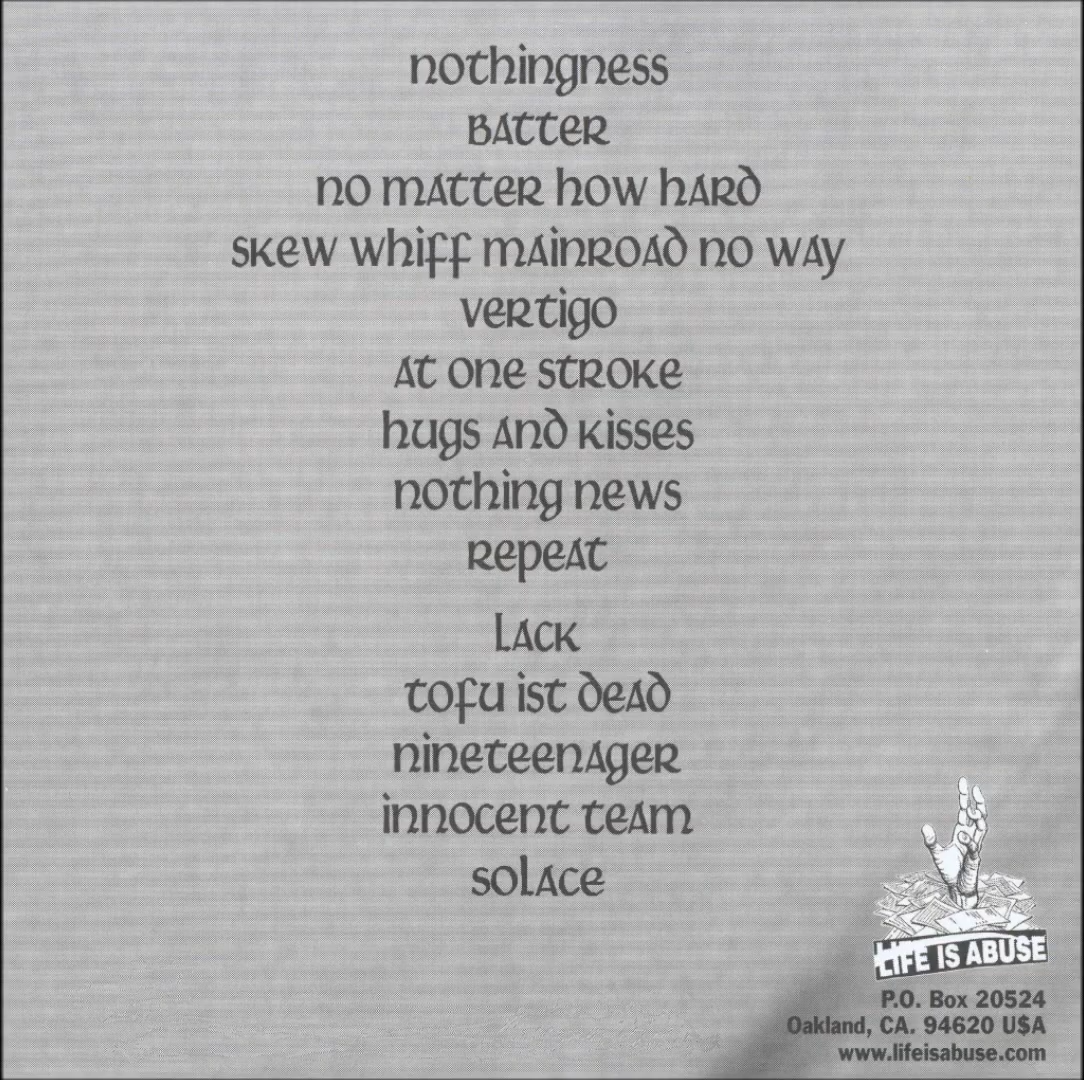 nothingness
batter
no matter how hard
skew whiff mainroad no way
vertigo
at one stroke
hugs and kisses
nothing news
repeat
Lack
tofu ist dead
nineteenager
innocent team
solace
LIFE IS ABUSE
P.O. Box 20524
Oakland, CA. 94620 U$A
www.lifeisabuse.com